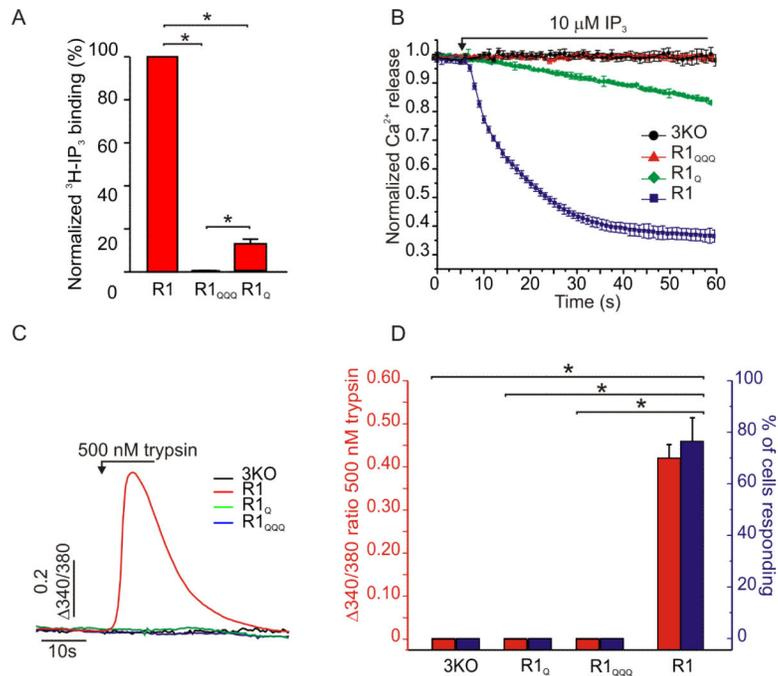 A
*
*
*
Normalized ³H-IP₃ binding (%)
100
80
60
40
20
0
R1 R1QQQ R1Q
B
10 µM IP₃
Normalized Ca²⁺ release
1.0
0.9
0.8
0.7
0.6
0.5
0.4
0.3
3KO
R1QQQ
R1Q
R1
0 10 20 30 40 50 60
Time (s)
C
500 nM trypsin
3KO
R1
R1Q
R1QQQ
0.2
Δ340/380
10s
D
*
*
*
Δ340/380 ratio 500 nM trypsin
0.60
0.50
0.40
0.30
0.20
0.10
0
% of cells responding
100
80
60
40
20
0
3KO R1Q R1QQQ R1